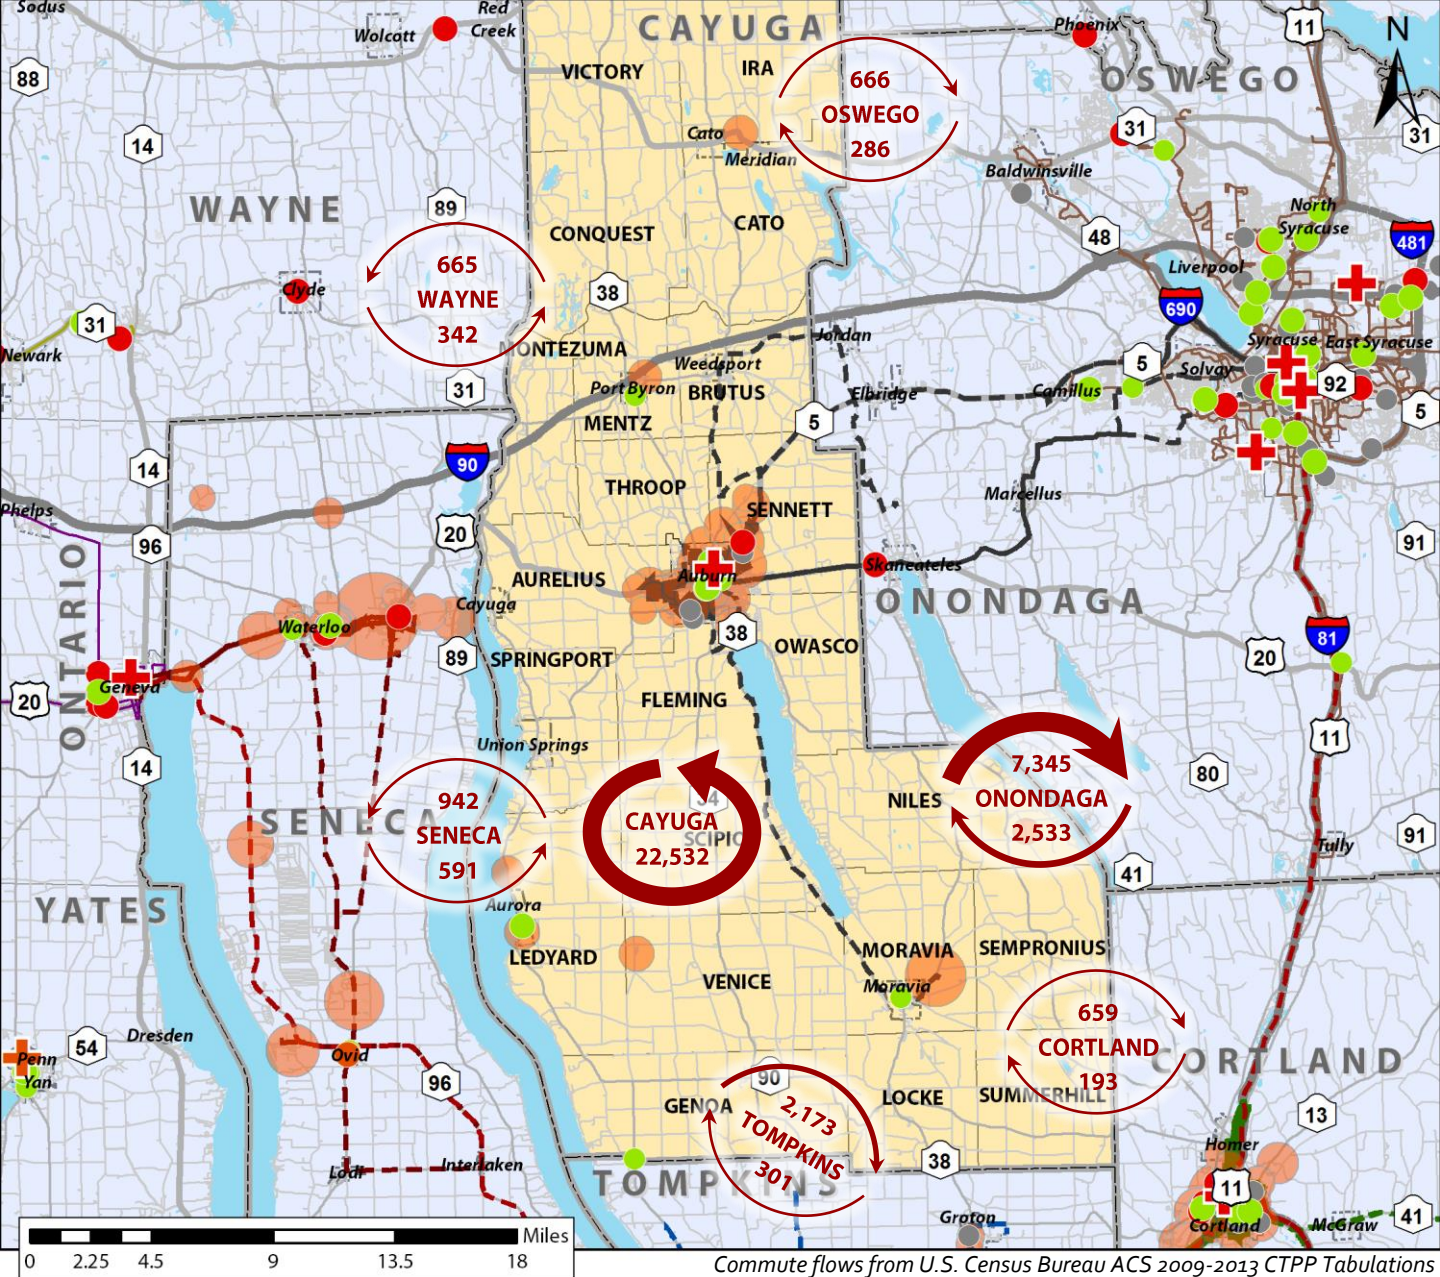 Sodus
Red
Creek
Wolcott
CAYUGA
Phoenix
11
N
88
VICTORY
IRA
666
OSWEGO
286
OSWEGO
14
Cato
Meridian
31
31
Baldwinsville
WAYNE
89
CONQUEST
CATO
48
North
Syracuse
481
Liverpool
665
WAYNE
342
Clyde
38
690
31
Newark
MONTEZUMA
Weedsport
Jordan
Syracuse
East Syracuse
5
Solvay
92
31
Port Byron
BRUTUS
Elbridge
Camillus
5
MENTZ
5
90
14
THROOP
Marcellus
Phelps
SENNETT
20
96
91
ONTARIO
AURELIUS
Auburn
Skaneateles
Cayuga
ONONDAGA
Waterloo
38
81
89
SPRINGPORT
OWASCO
20
Geneva
20
FLEMING
Union Springs
11
14
7,345
ONONDAGA
2,533
80
942
SENECA
591
SENECA
34
CAYUGA
22,532
SCIPIO
NILES
91
Tully
41
YATES
Aurora
LEDYARD
MORAVIA
SEMPRONIUS
VENICE
Moravia
659
CORTLAND
193
Dresden
54
Penn
Yan
Ovid
CORTLAND
96
90
GENOA
LOCKE
SUMMERHILL
2,173
TOMPKINS
301
13
Homer
Lodi
Interlaken
38
TOMPKINS
11
Groton
Cortland
McGraw
41
Miles
0 2.25 4.5 9 13.5 18
Commute flows from U.S. Census Bureau ACS 2009-2013 CTPP Tabulations